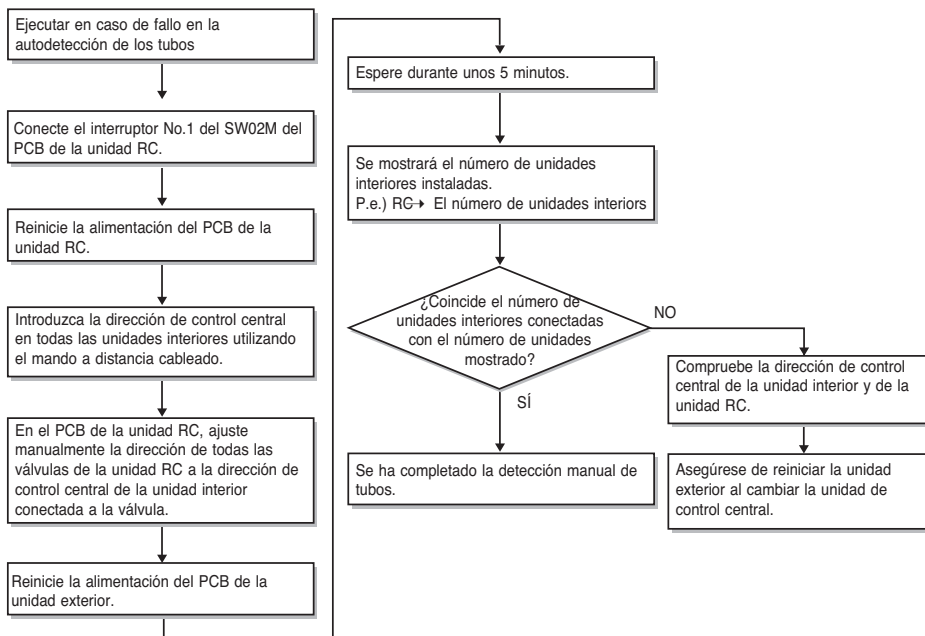 Ejecutar en caso de fallo en la
autodetección de los tubos
Conecte el interruptor No.1 del SW02M del
PCB de la unidad RC.
Reinicie la alimentación del PCB de la
unidad RC.
Introduzca la dirección de control central
en todas las unidades interiores utilizando
el mando a distancia cableado.
En el PCB de la unidad RC, ajuste
manualmente la dirección de todas las
válvulas de la unidad RC a la dirección de
control central de la unidad interior
conectada a la válvula.
Reinicie la alimentación del PCB de la
unidad exterior.
Espere durante unos 5 minutos.
Se mostrará el número de unidades
interiores instaladas.
P.e.) RC→ El número de unidades interiors
¿Coincide el número de
unidades interiores conectadas
con el número de unidades
mostrado?
NO
SÍ
Se ha completado la detección manual de
tubos.
Compruebe la dirección de control
central de la unidad interior y de la
unidad RC.
Asegúrese de reiniciar la unidad
exterior al cambiar la unidad de
control central.